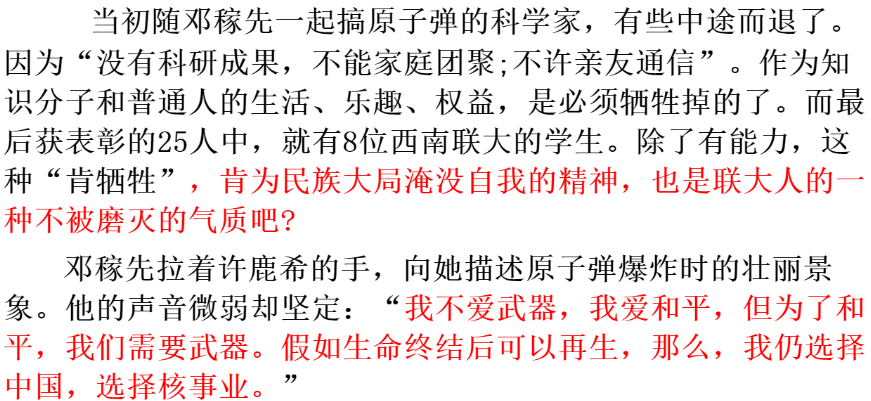 当初随邓稼先一起搞原子弹的科学家，有些中途而退了。
因为“没有科研成果，不能家庭团聚;不许亲友通信”。作为知
识分子和普通人的生活、乐趣、权益，是必须牺牲掉的了。而最
后获表彰的25人中，就有8位西南联大的学生。除了有能力，这
种“肯牺牲”，肯为民族大局淹没自我的精神，也是联大人的一
种不被磨灭的气质吧?
邓稼先拉着许鹿希的手，向她描述原子弹爆炸时的壮丽景
象。他的声音微弱却坚定：“我不爱武器，我爱和平，但为了和
平，我们需要武器。假如生命终结后可以再生，那么，我仍选择
中国，选择核事业。”